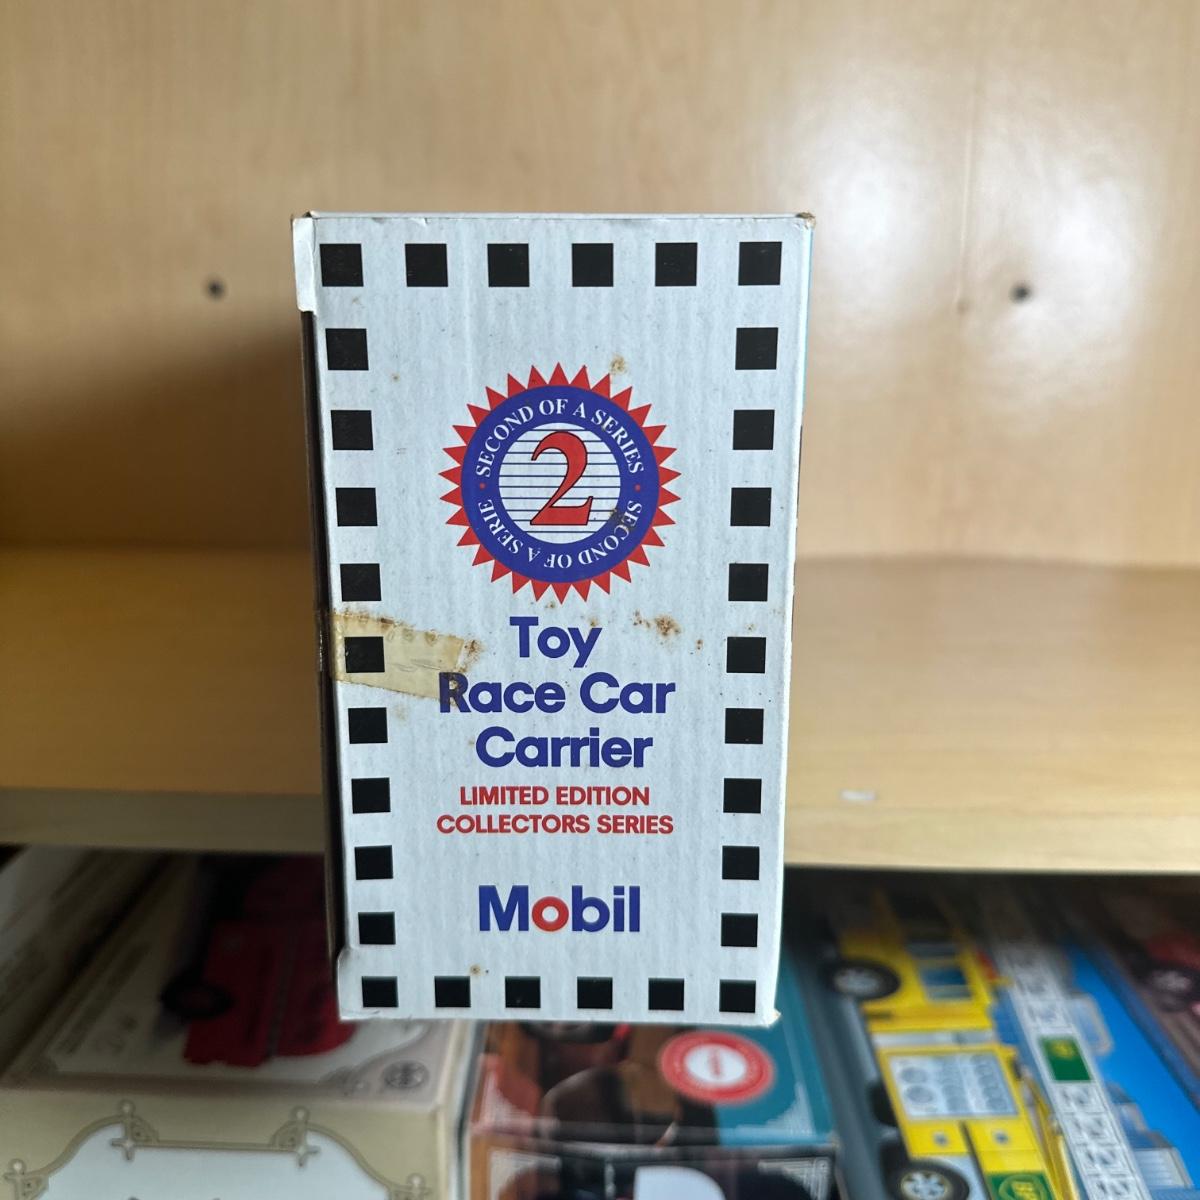 SECOND OF A SERIES
2
SECOND OF A SERIE
Toy
Race Car
Carrier
LIMITED EDITION
COLLECTORS SERIES
Mobil